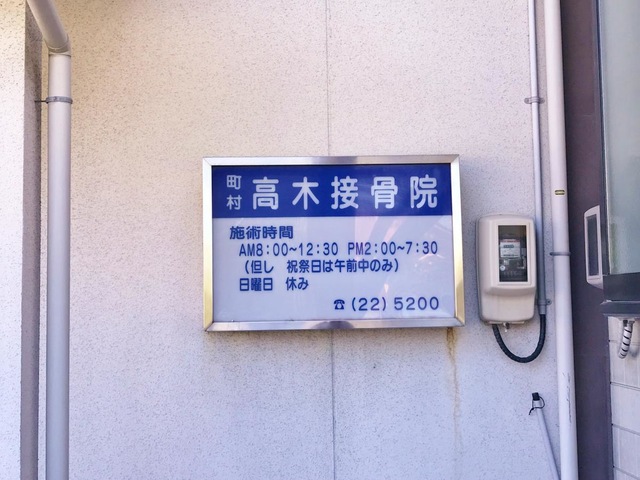 町村 高木接骨院
施術時間
AM8:00~12:30 PM2:00~7:30
(但し 祝祭日は午前中のみ)
日曜日 休み
☎(22)5200